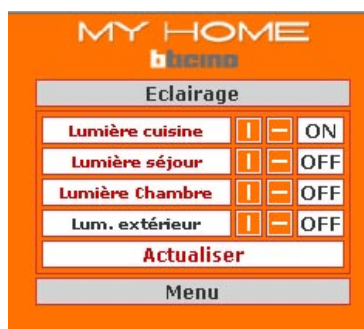 MY HOME
bticino
Eclairage
Lumière cuisine ON
Lumière séjour OFF
Lumière Chambre OFF
Lum. extérieur OFF
Actualiser
Menu